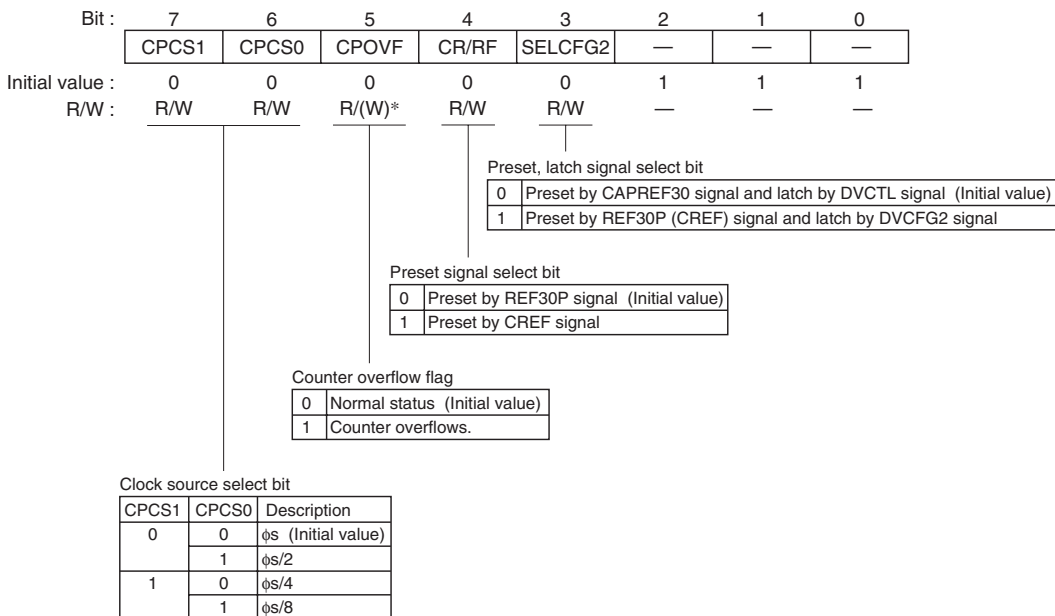 Bit : 7 6 5 4 3 2 1 0
CPCS1 CPCS0 CPOVF CR/RF SELCFG2 — — —
Initial value : 0 0 0 0 0 1 1 1
R/W : R/W R/W R/(W)* R/W R/W — — —
Preset, latch signal select bit
0 Preset by CAPREF30 signal and latch by DVCTL signal (Initial value)
1 Preset by REF30P (CREF) signal and latch by DVCFG2 signal
Preset signal select bit
0 Preset by REF30P signal (Initial value)
1 Preset by CREF signal
Counter overflow flag
0 Normal status (Initial value)
1 Counter overflows.
Clock source select bit
CPCS1 CPCS0 Description
0 0 ϕs (Initial value)
1 ϕs/2
1 0 ϕs/4
1 ϕs/8